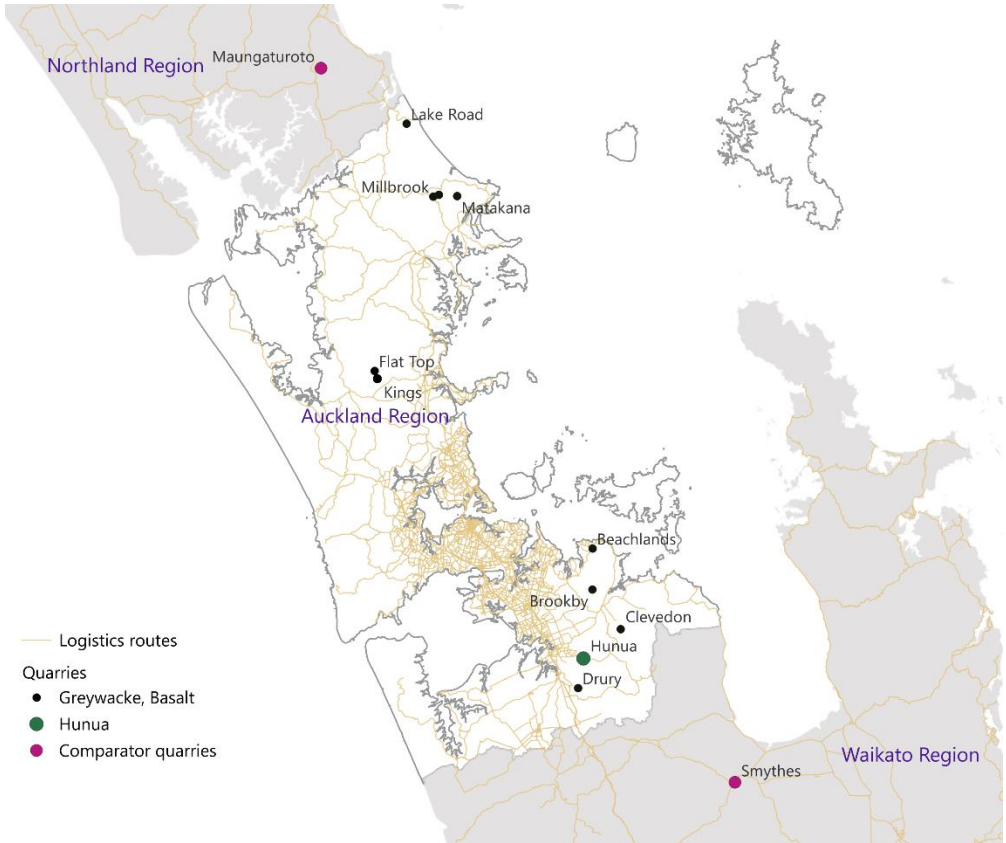 Maungaturoto
Northland Region
Lake Road
Millbrook
Matakana
Flat Top
Kings
Auckland Region
Beachlands
Brookby
Clevedon
Hunua
Drury
Logistics routes
Quarries
Greywacke, Basalt
Hunua
Comparator quarries
Waikato Region
Smythes